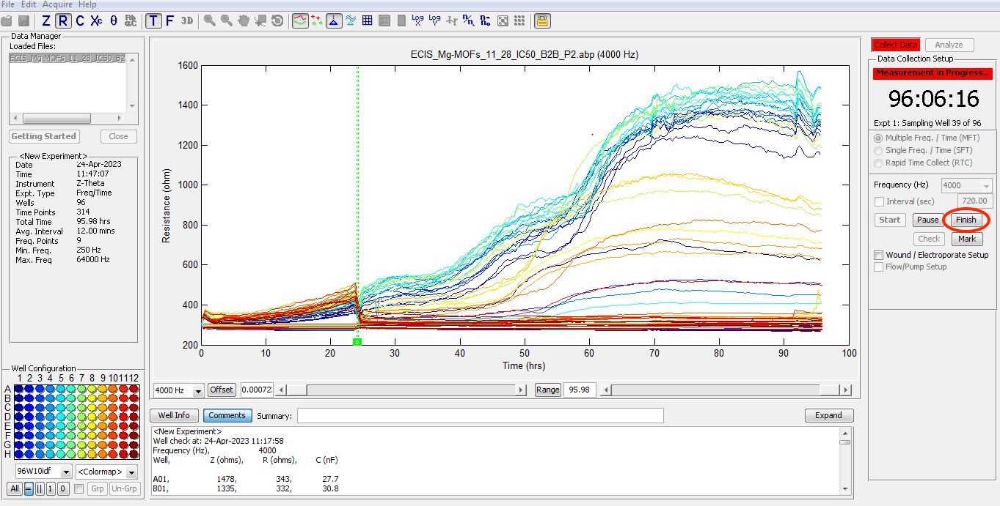 File Edit Acquire Help
Z R C Xc θ
T F 3D
Data Manager
Loaded Files:
ECIS_Mg-MOFs_11_28_IC50_B2
Getting Started Close
<New Experiment>
Date 24-Apr-2023
Time 11:47:07
Instrument Z-Theta
Expt. Type Freq/Time
Wells 96
Time Points 314
Total Time 95.98 hrs
Avg. Interval 12.00 mins
Freq. Points 9
Min. Freq. 250 Hz
Max. Freq 64000 Hz
Well Configuration
1 2 3 4 5 6 7 8 9 10 11 12
A
B
C
D
E
F
G
H
96W10idf <Colormap>
All = || 1 0 Grp Un-Grp
ECIS_Mg-MOFs_11_28_IC50_B2B_P2.abp (4000 Hz)
Resistance (ohm)
1600
1400
1200
1000
800
600
400
200
0 10 20 30 40 50 60 70 80 90 100
Time (hrs)
4000 Hz Offset 0.00072 Range 95.98
Well Info Comments Summary: Expand
<New Experiment>
Well check at: 24-Apr-2023 11:17:58
Frequency (Hz), 4000
Well, Z (ohms), R (ohms), C (nF)
A01, 1478, 343, 27.7
B01, 1335, 332, 30.8
Collect Data Analyze
Data Collection Setup
Measurement in Progress...
96:06:16
Expt 1: Sampling Well 39 of 96
Multiple Freq. / Time (MFT)
Single Freq. / Time (SFT)
Rapid Time Collect (RTC)
Frequency (Hz) 4000
Interval (sec) 720.00
Start Pause Finish
Check Mark
Wound / Electroporate Setup
Flow/Pump Setup